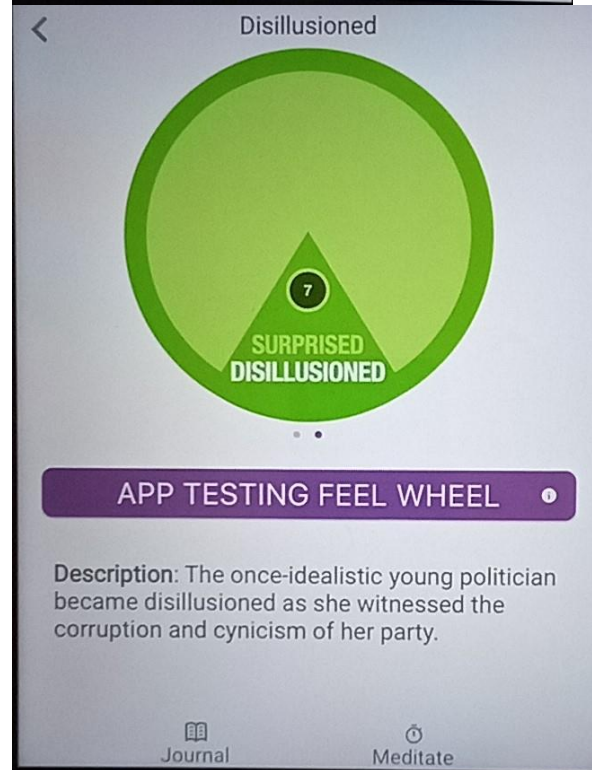 Disillusioned
7
SURPRISED
DISILLUSIONED
APP TESTING FEEL WHEEL
Description: The once-idealistic young politician
became disillusioned as she witnessed the
corruption and cynicism of her party.
Journal
Meditate